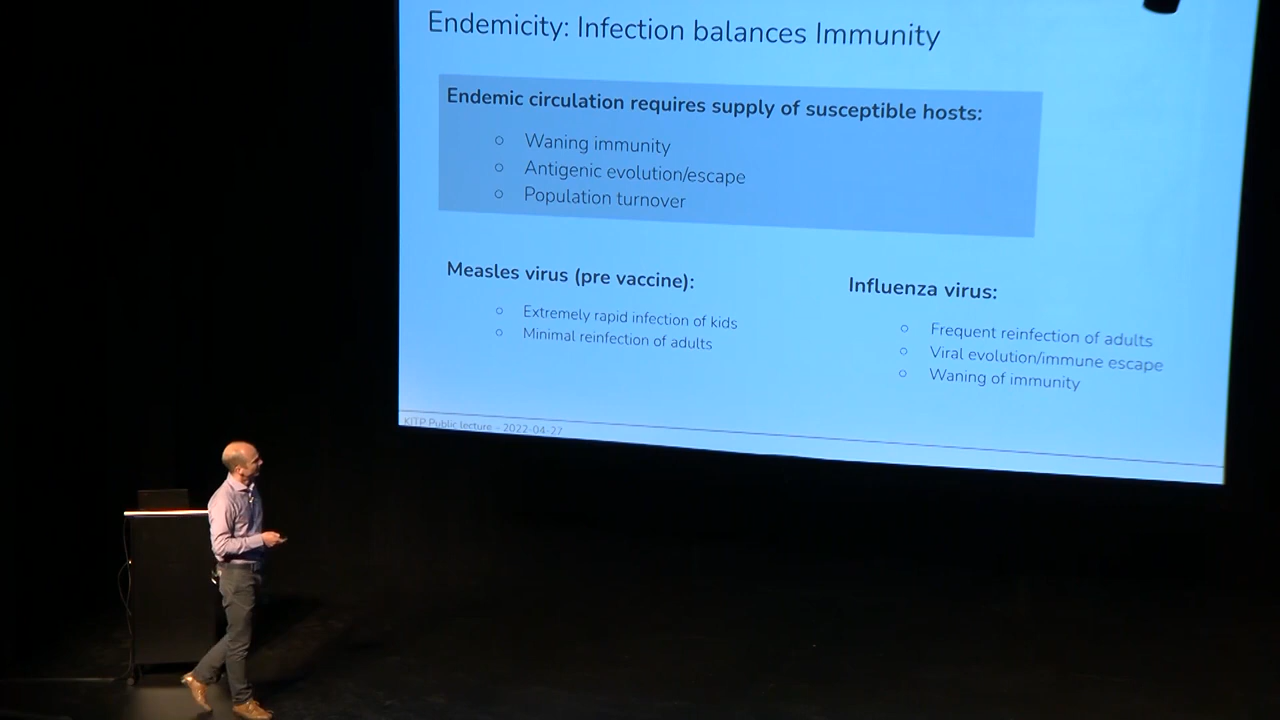 Endemicity: Infection balances Immunity
Endemic circulation requires supply of susceptible hosts:
○ Waning immunity
○ Antigenic evolution/escape
○ Population turnover
Measles virus (pre vaccine):
○ Extremely rapid infection of kids
○ Minimal reinfection of adults
Influenza virus:
○ Frequent reinfection of adults
○ Viral evolution/immune escape
○ Waning of immunity
KITP Public lecture - 2022-04-27